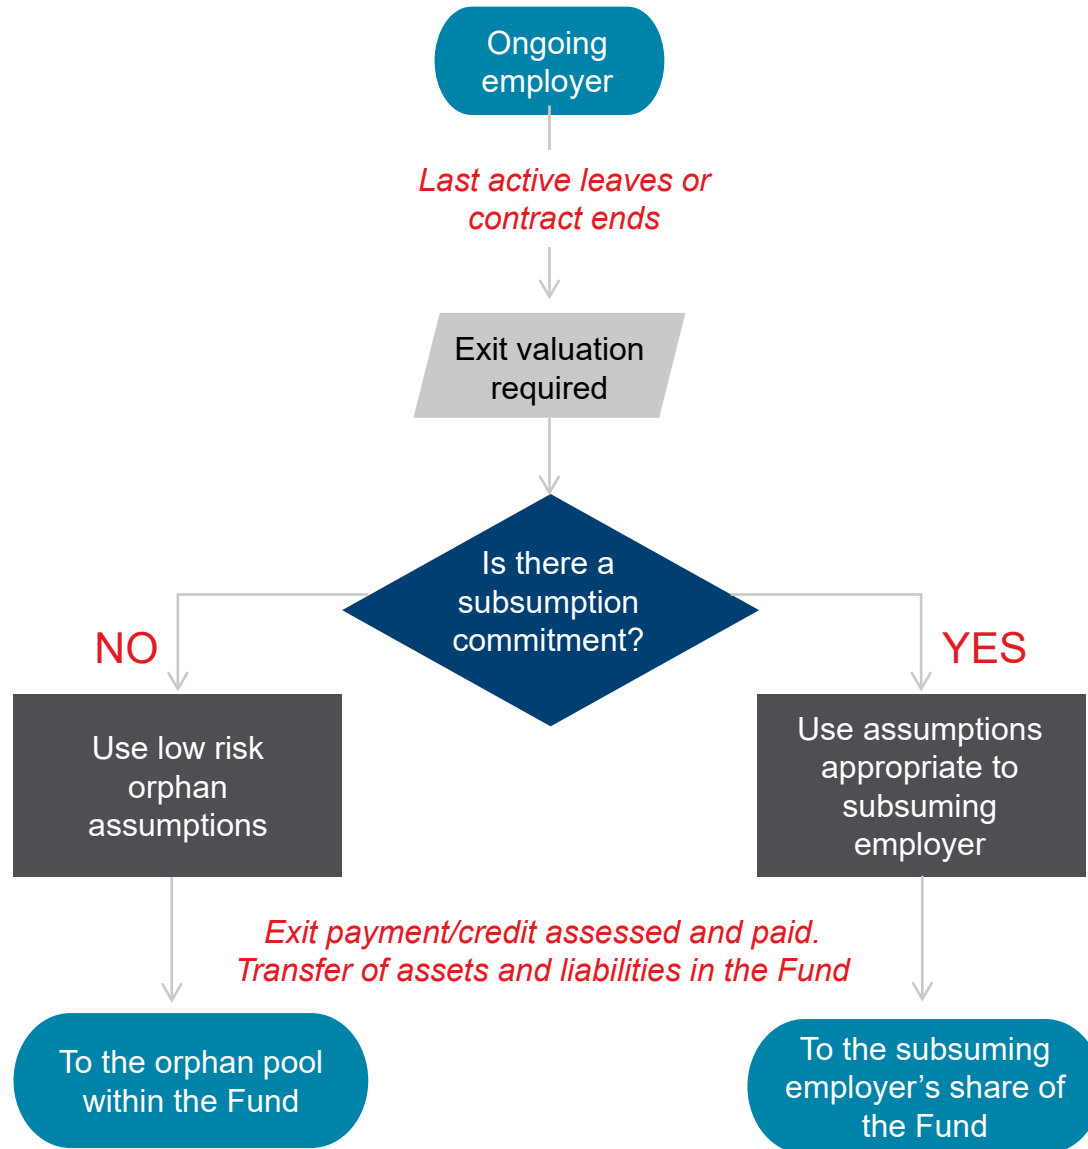 Ongoing
employer
Last active leaves or
contract ends
Exit valuation
required
Is there a
subsumption
commitment?
NO
YES
Use low risk
orphan
assumptions
Use assumptions
appropriate to
subsuming
employer
Exit payment/credit assessed and paid.
Transfer of assets and liabilities in the Fund
To the orphan pool
within the Fund
To the subsuming
employer’s share of
the Fund